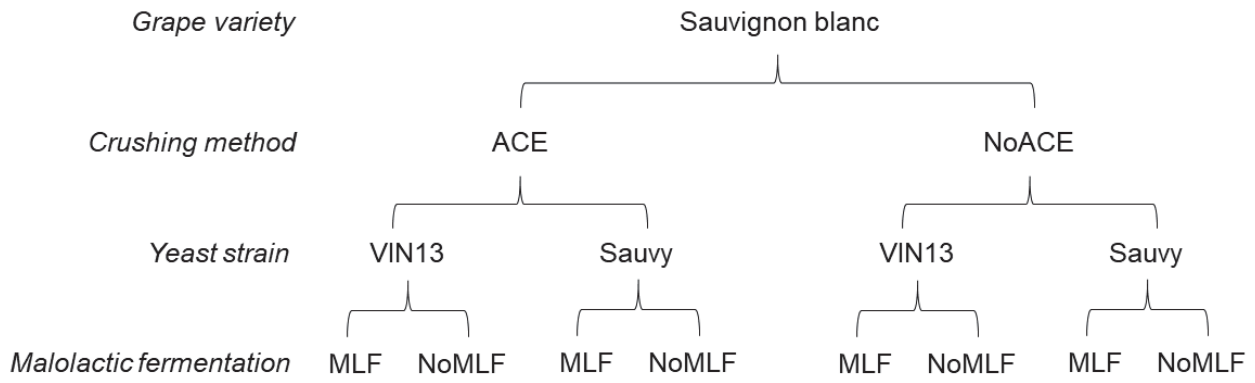 Grape variety Sauvignon blanc
Crushing method ACE NoACE
Yeast strain VIN13 Sauvy VIN13 Sauvy
Malolactic fermentation MLF NoMLF MLF NoMLF MLF NoMLF MLF NoMLF